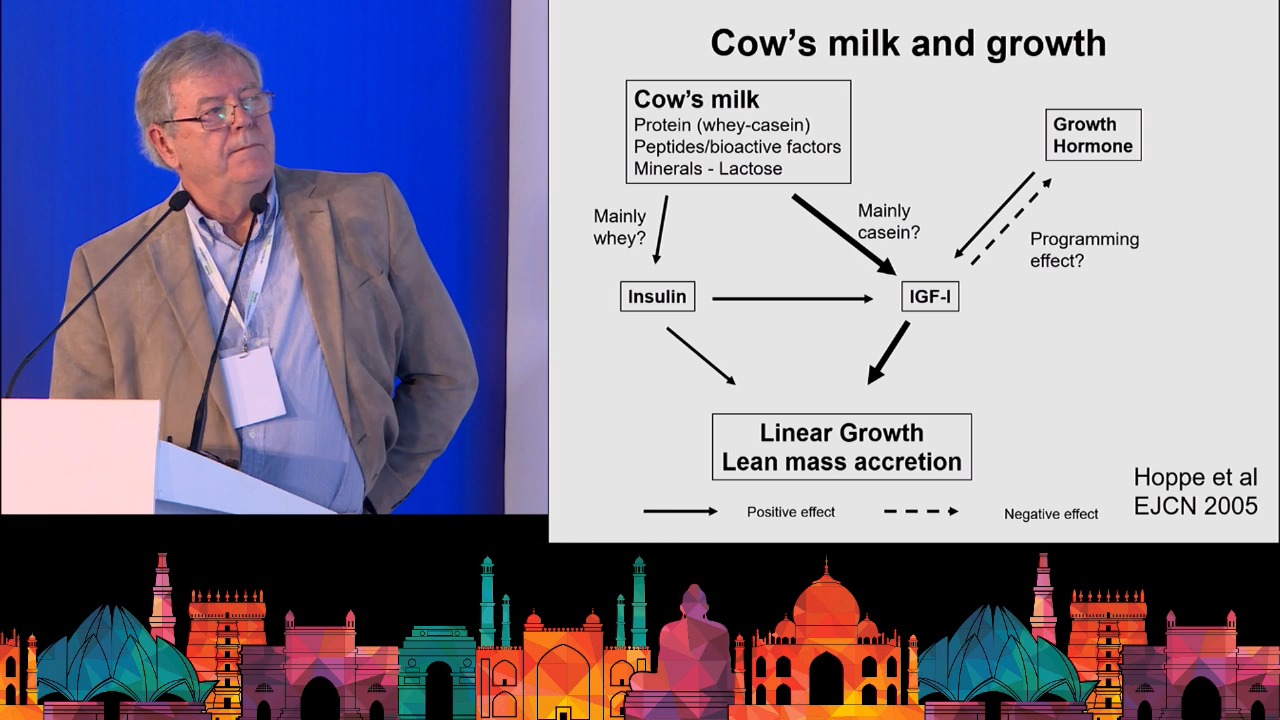 Cow's milk and growth
Cow's milk
Protein (whey-casein)
Peptides/bioactive factors
Minerals - Lactose
Growth
Hormone
Mainly
whey?
Mainly
casein?
Programming
effect?
Insulin
IGF-I
Linear Growth
Lean mass accretion
Hoppe et al
EJCN 2005
Positive effect
Negative effect